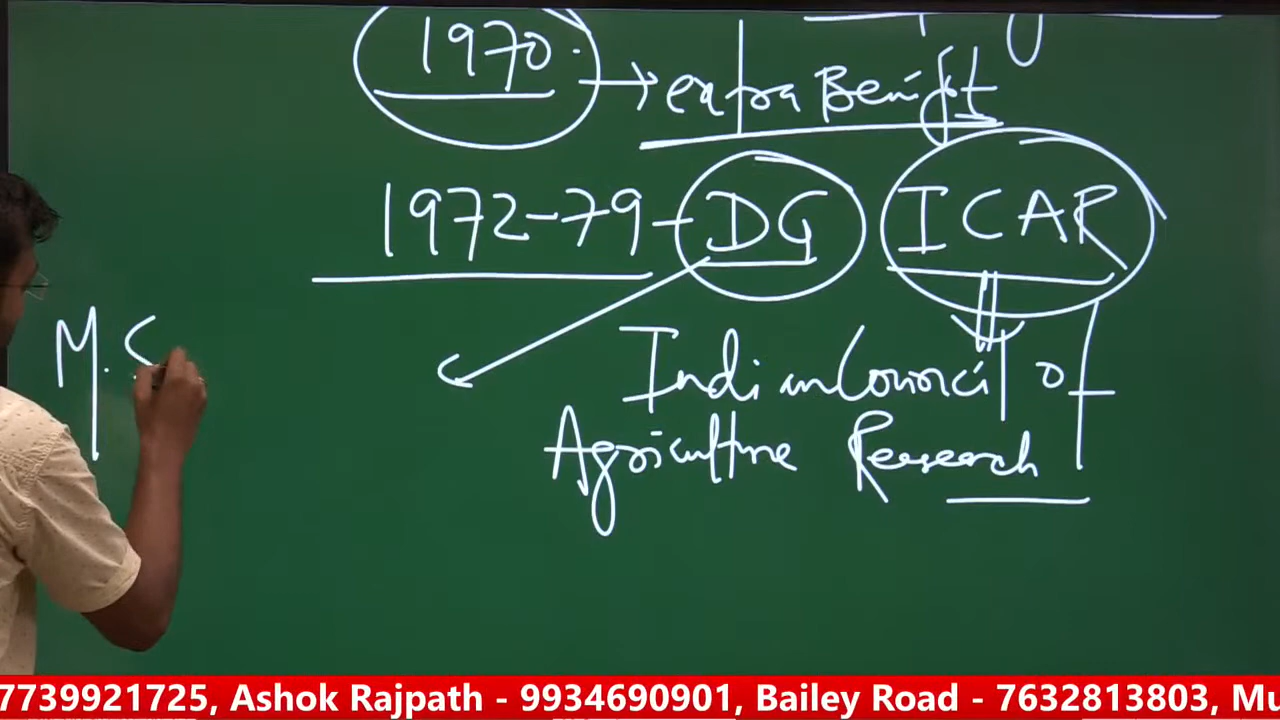 1970
→ extra Benifit
1972-79 - DG ICAR
M.S
Indian Council of
Agriculture Research
7739921725, Ashok Rajpath - 9934690901, Bailey Road - 7632813803, Mu